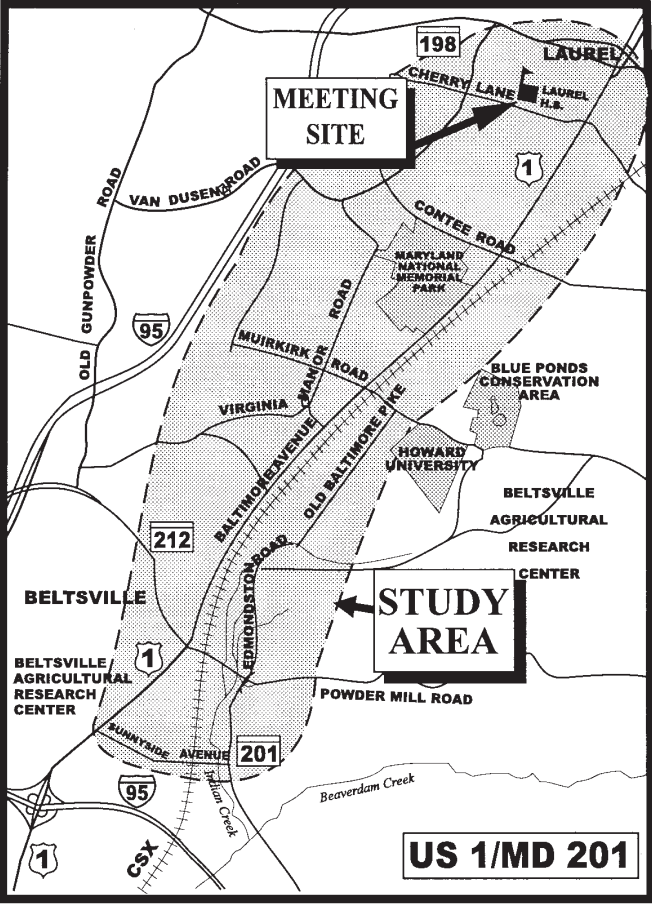 198
LAUREL
CHERRY LANE
LAUREL
H.S.
MEETING
SITE
1
VAN DUSEN ROAD
OLD GUNPOWDER ROAD
CONTEE ROAD
MARYLAND
NATIONAL
MEMORIAL
PARK
95
MUIRKIRK ROAD
VIRGINIA MANOR ROAD
BLUE PONDS
CONSERVATION
AREA
BALTIMORE AVENUE
OLD BALTIMORE PIKE
HOWARD
UNIVERSITY
BELTSVILLE
AGRICULTURAL
RESEARCH
CENTER
212
EDMONDSTON ROAD
BELTSVILLE
STUDY
AREA
1
BELTSVILLE
AGRICULTURAL
RESEARCH
CENTER
POWDER MILL ROAD
SUNNYSIDE AVENUE
201
95
Indian Creek
Beaverdam Creek
1
CSX
US 1/MD 201